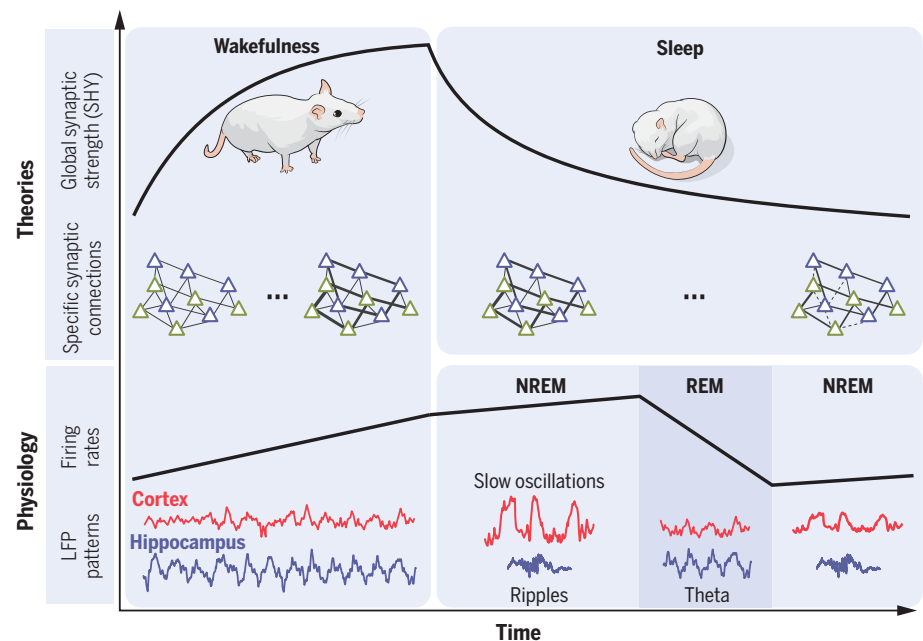 Theories
Global synaptic
strength (SHY)
Wakefulness
Sleep
Specific synaptic
connections
...
...
Physiology
Firing
rates
NREM
REM
NREM
LFP
patterns
Cortex
Hippocampus
Slow oscillations
Ripples
Theta
Time